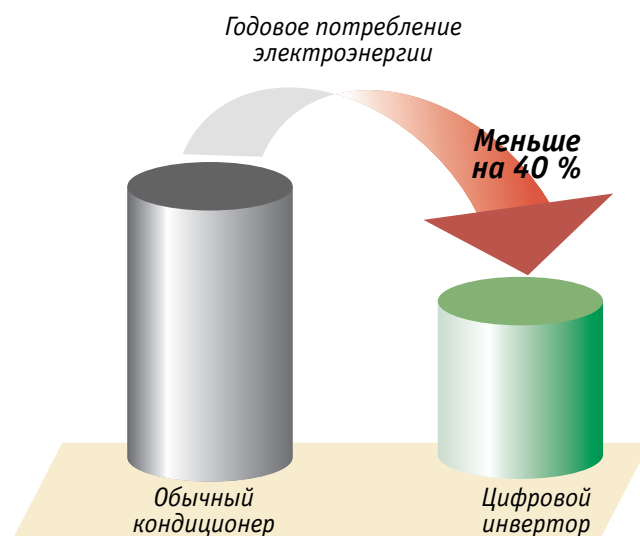 Годовое потребление
электроэнергии
Меньше
на 40 %
Обычный
кондиционер
Цифровой
инвертор